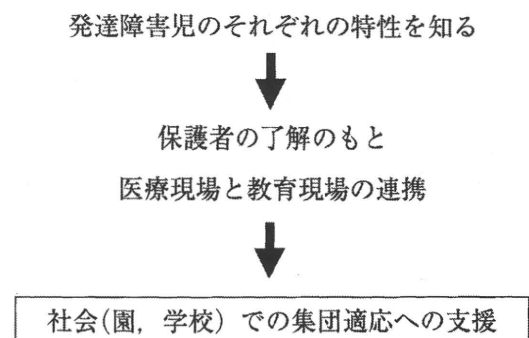 発達障害児のそれぞれの特性を知る
保護者の了解のもと
医療現場と教育現場の連携
社会(園，学校)での集団適応への支援